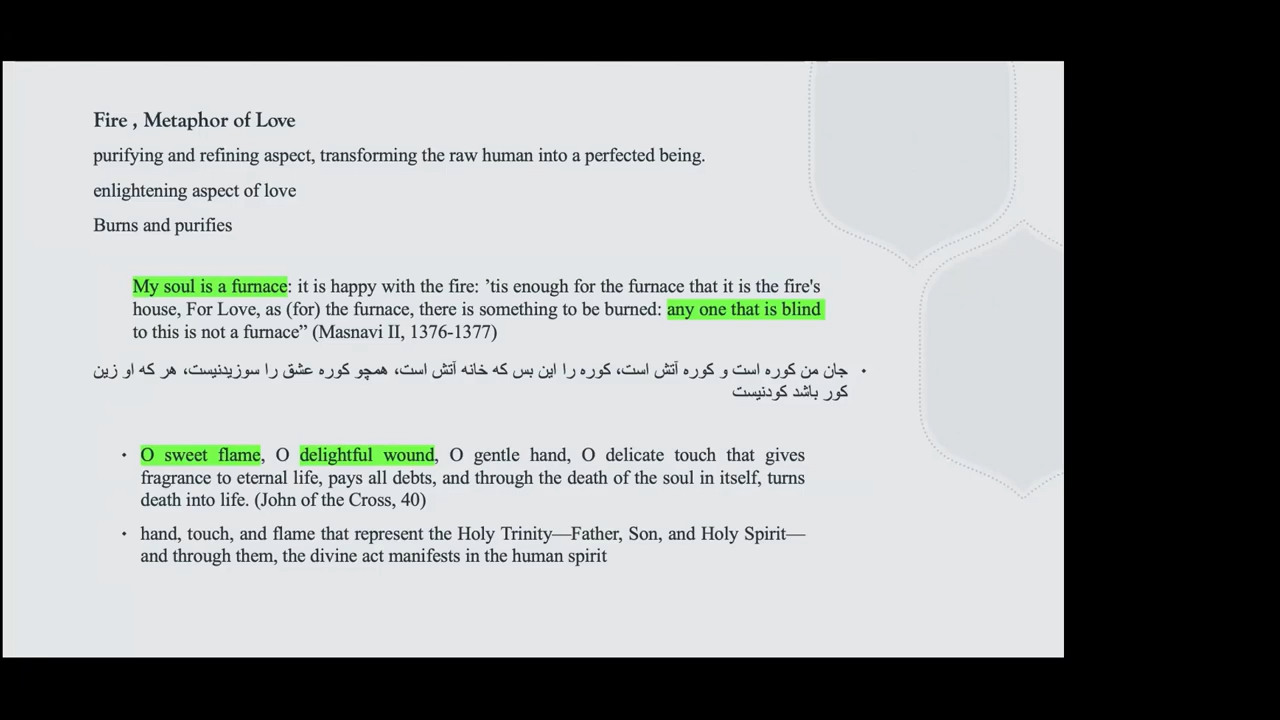 Fire , Metaphor of Love
purifying and refining aspect, transforming the raw human into a perfected being.
enlightening aspect of love
Burns and purifies
My soul is a furnace: it is happy with the fire: ’tis enough for the furnace that it is the fire's
house, For Love, as (for) the furnace, there is something to be burned: any one that is blind
to this is not a furnace” (Masnavi II, 1376-1377)
• جان من کوره است و کوره آتش است، کوره را این بس که خانه آتش است، همچو کوره عشق را سوزیدنیست، هر که او زین
کور باشد کودنیست
• O sweet flame, O delightful wound, O gentle hand, O delicate touch that gives
fragrance to eternal life, pays all debts, and through the death of the soul in itself, turns
death into life. (John of the Cross, 40)
• hand, touch, and flame that represent the Holy Trinity—Father, Son, and Holy Spirit—
and through them, the divine act manifests in the human spirit